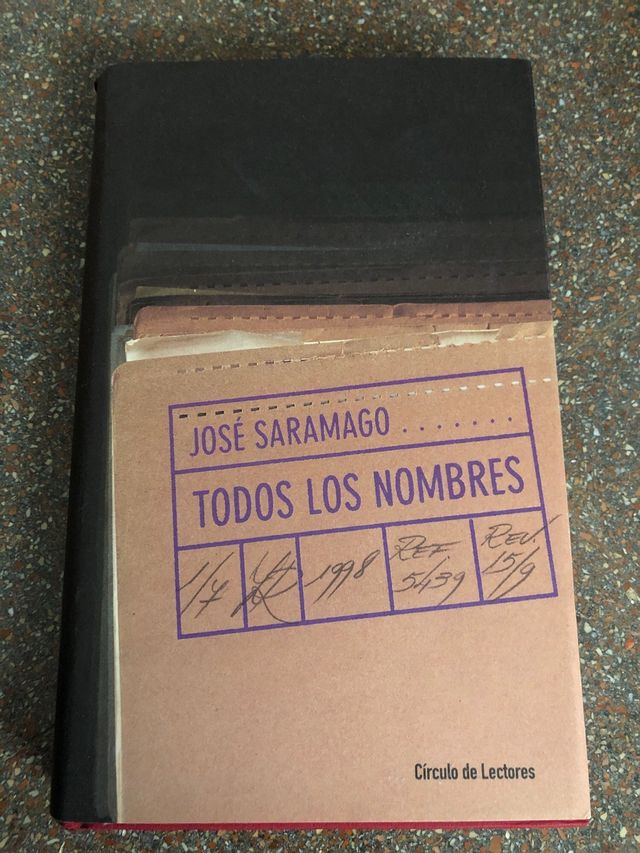 JOSÉ SARAMAGO . . . . . . .
TODOS LOS NOMBRES
1/7 1998 REF. 5439 REV. 15/9
Círculo de Lectores